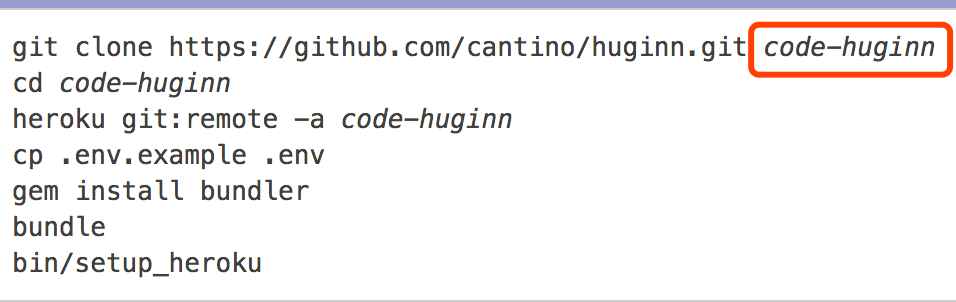 git clone https://github.com/cantino/huginn.git code-huginn
cd code-huginn
heroku git:remote -a code-huginn
cp .env.example .env
gem install bundler
bundle
bin/setup_heroku